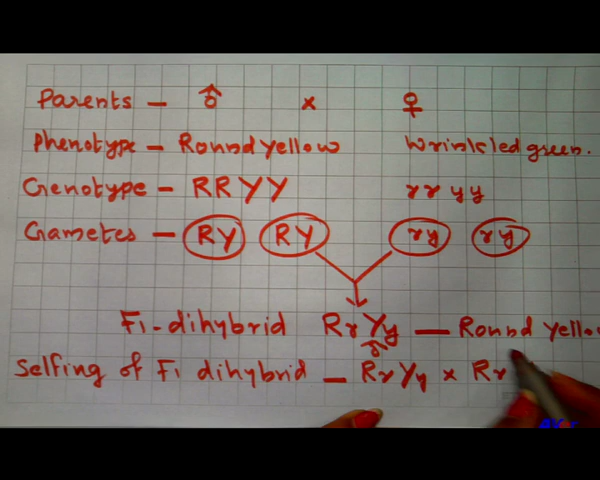 Parents — ♂ × ♀
Phenotype — Round yellow Wrinkled green.
Genotype — RRYY rryy
Gametes — RY RY ry ry
F1-dihybrid RrYy — Round yello
Selfing of F1 dihybrid — ♂ RrYy × Rr